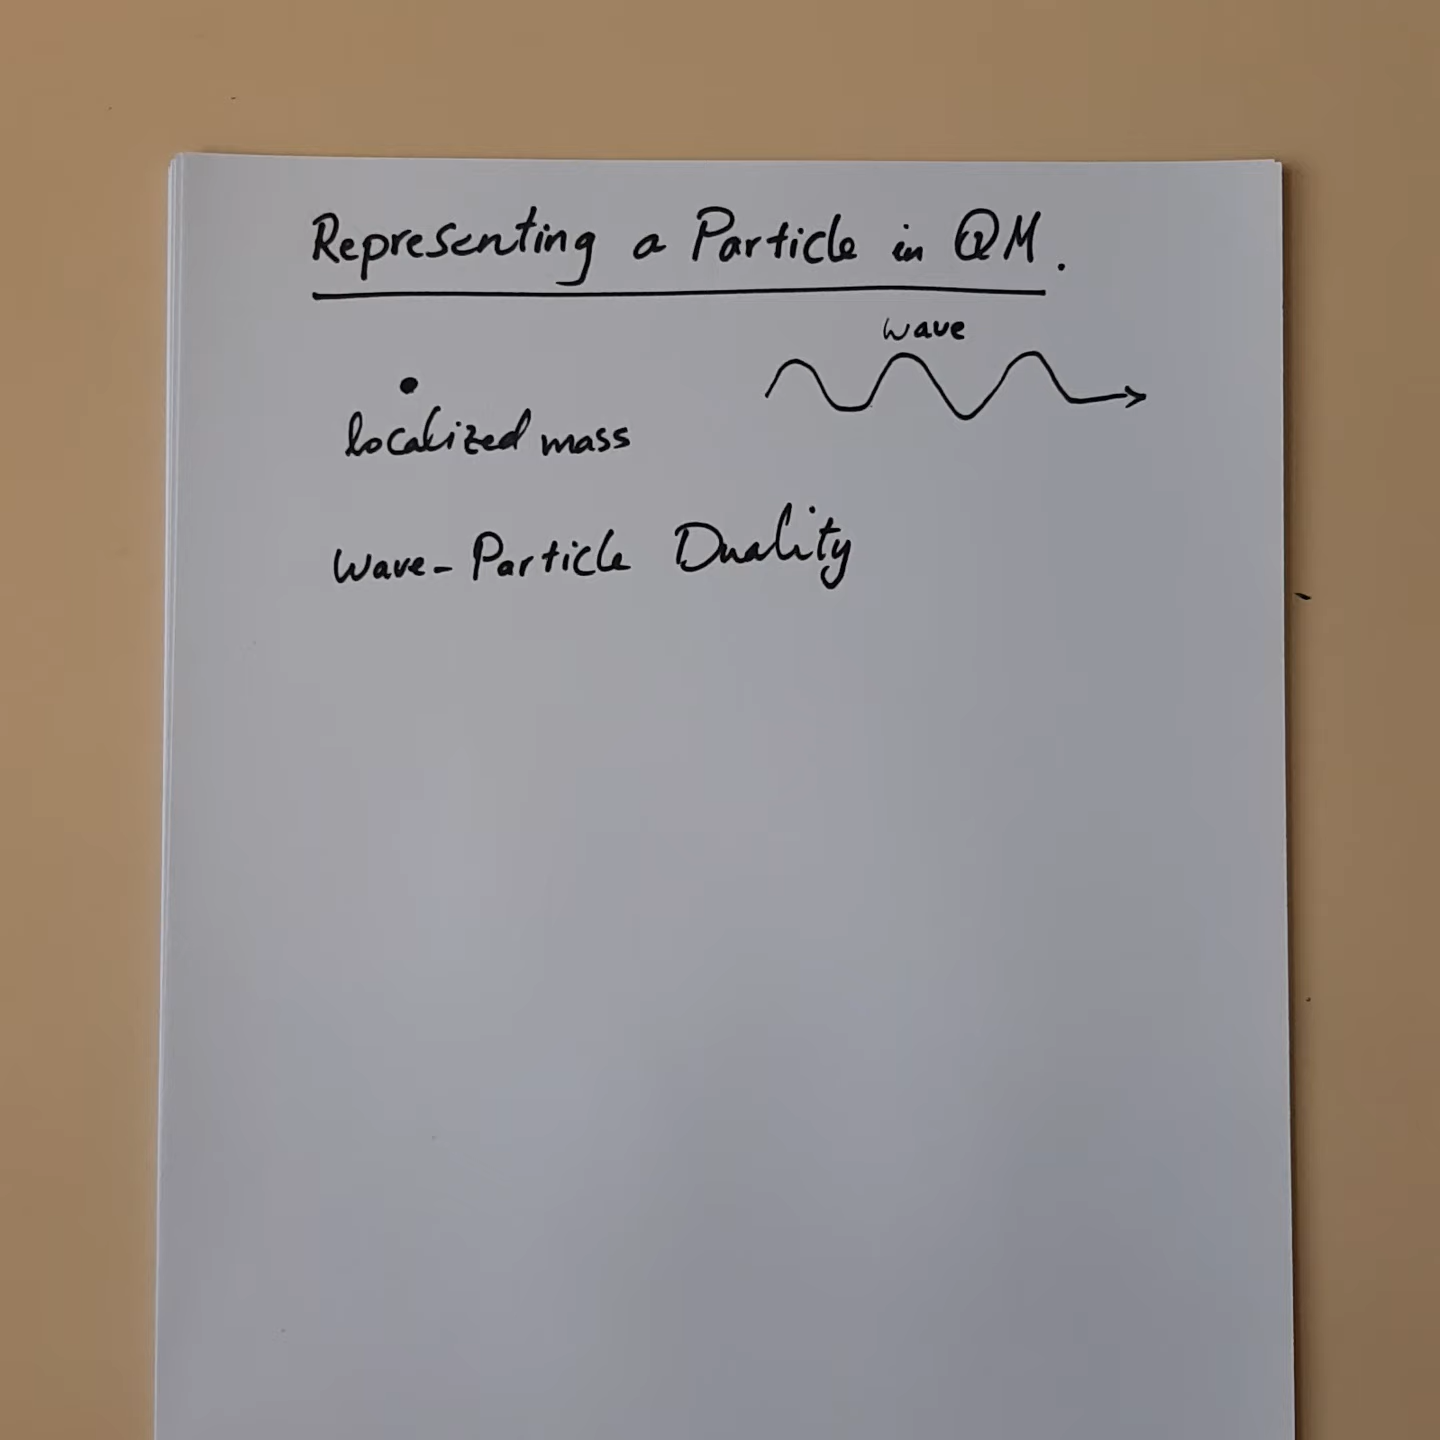 Representing a Particle in QM.
wave
localized mass
Wave-Particle Duality